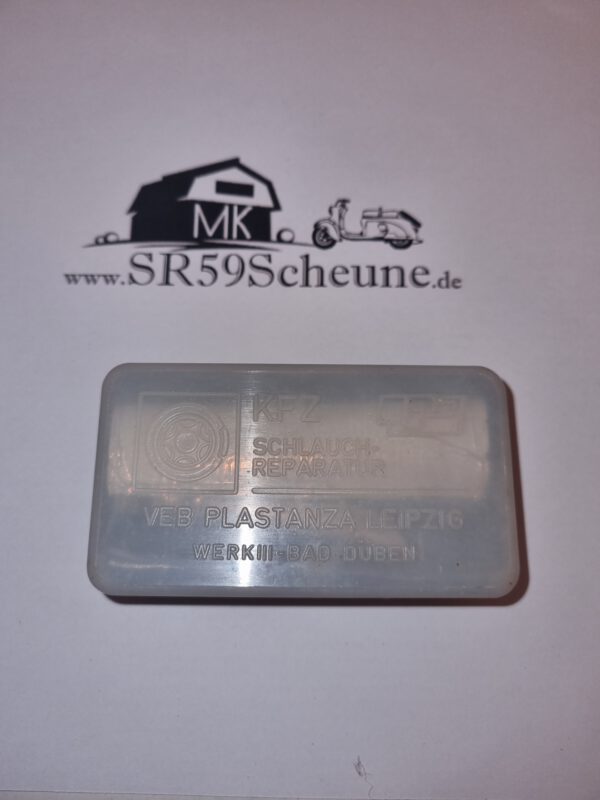 MK
www.SR59Scheune.de
KFZ
SCHLAUCH-
REPARATUR
VEB PLASTANZA LEIPZIG
WERK III-BAD DÜBEN